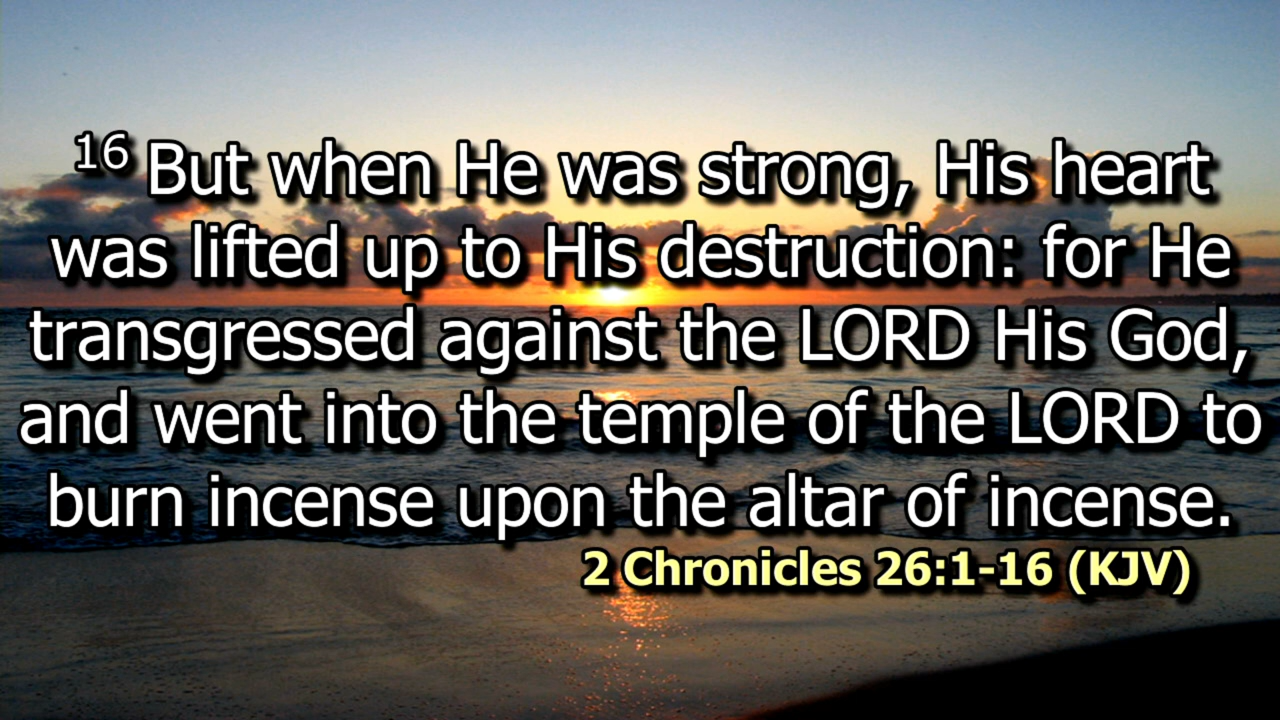 16 But when He was strong, His heart
was lifted up to His destruction: for He
transgressed against the LORD His God,
and went into the temple of the LORD to
burn incense upon the altar of incense.
2 Chronicles 26:1-16 (KJV)